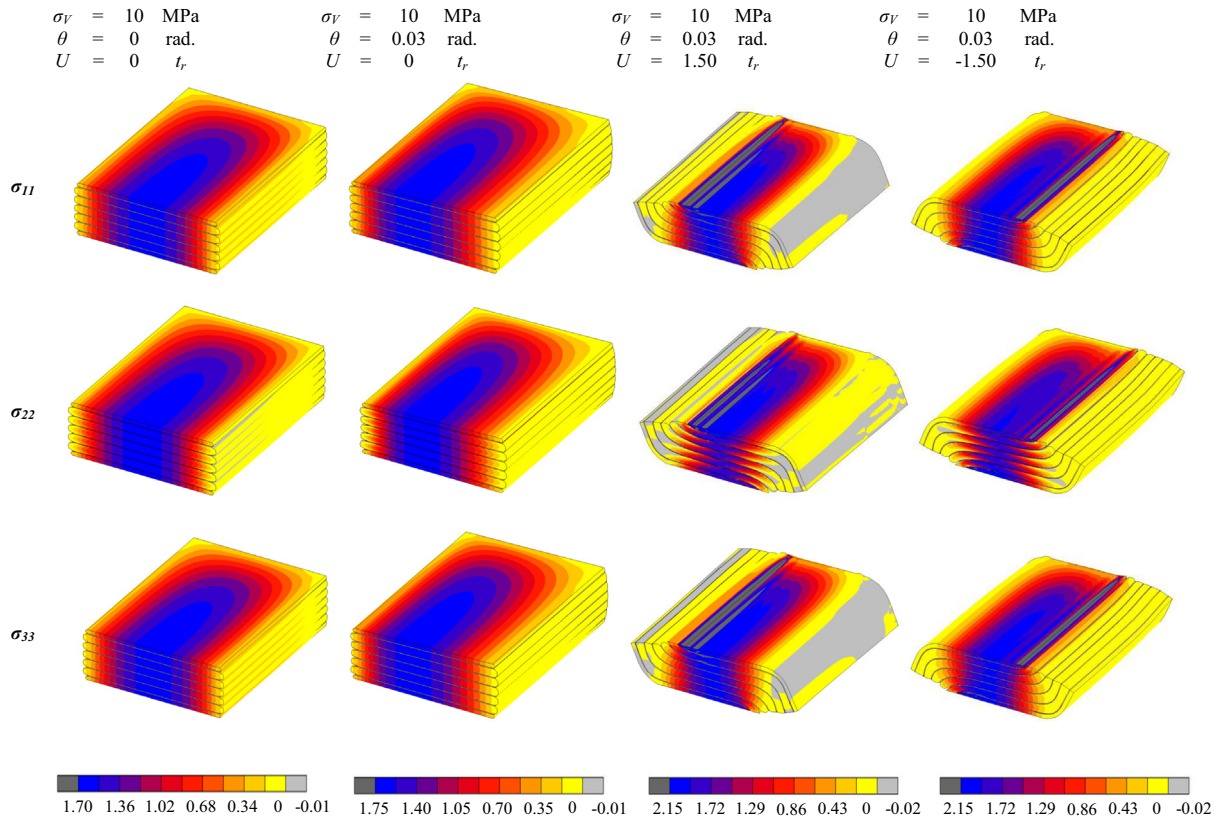 σV = 10 MPa σV = 10 MPa σV = 10 MPa σV = 10 MPa
θ = 0 rad. θ = 0.03 rad. θ = 0.03 rad. θ = 0.03 rad.
U = 0 tr U = 0 tr U = 1.50 tr U = -1.50 tr
σ11
σ22
σ33
1.70 1.36 1.02 0.68 0.34 0 -0.01 1.75 1.40 1.05 0.70 0.35 0 -0.01 2.15 1.72 1.29 0.86 0.43 0 -0.02 2.15 1.72 1.29 0.86 0.43 0 -0.02